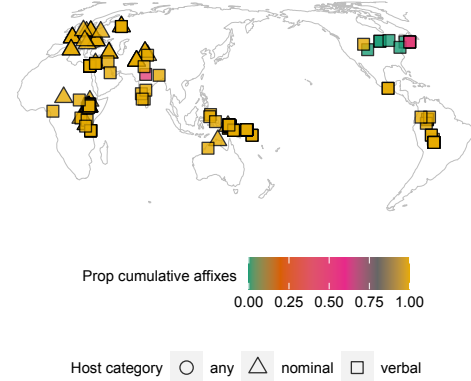 Prop cumulative affixes
0.00 0.25 0.50 0.75 1.00
Host category any nominal verbal